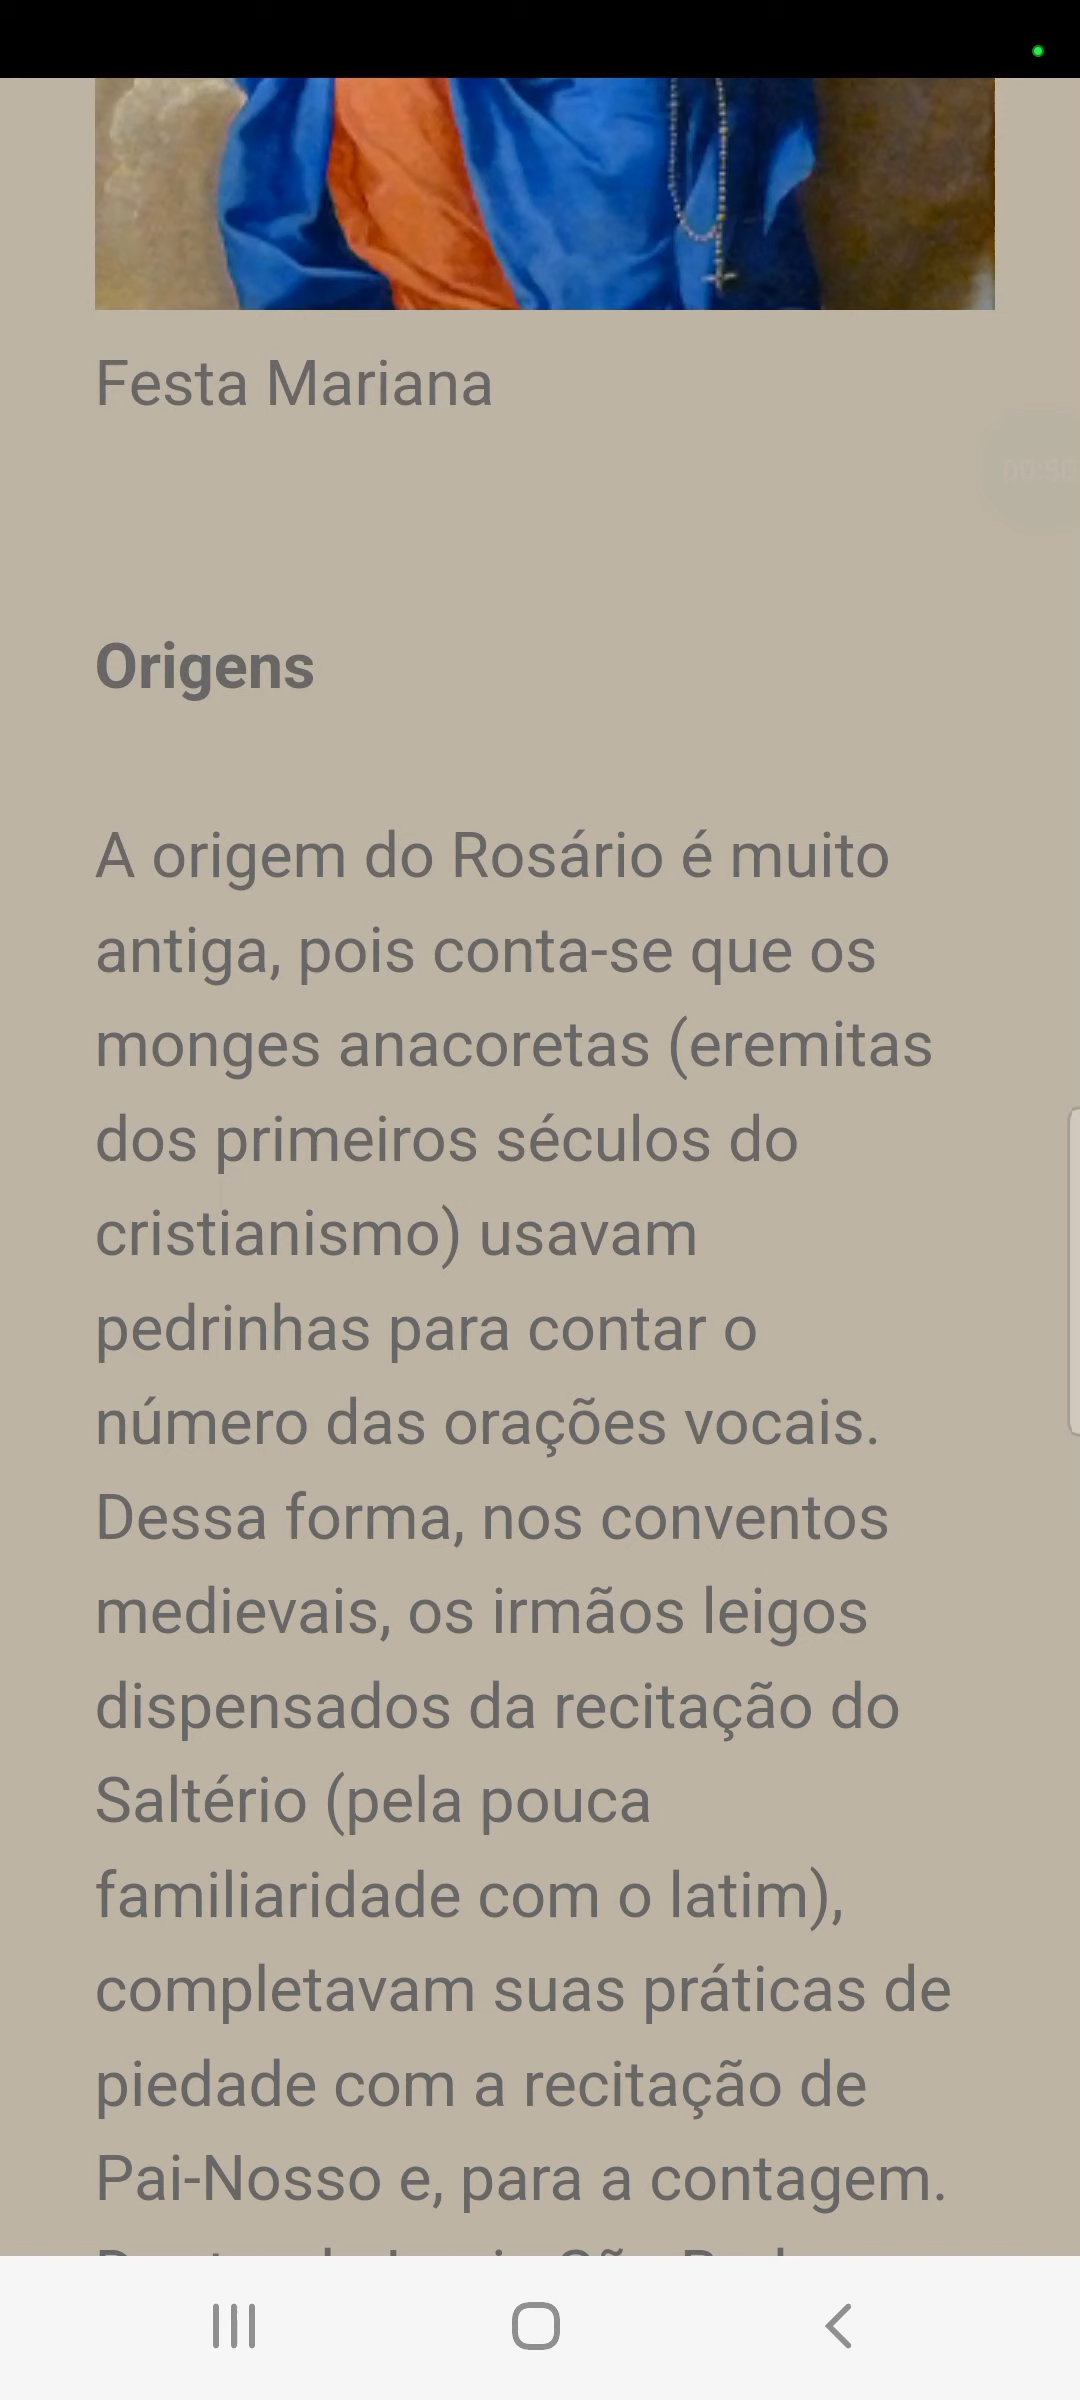 Festa Mariana
00:50
Origens
A origem do Rosário é muito
antiga, pois conta-se que os
monges anacoretas (eremitas
dos primeiros séculos do
cristianismo) usavam
pedrinhas para contar o
número das orações vocais.
Dessa forma, nos conventos
medievais, os irmãos leigos
dispensados da recitação do
Saltério (pela pouca
familiaridade com o latim),
completavam suas práticas de
piedade com a recitação de
Pai-Nosso e, para a contagem.